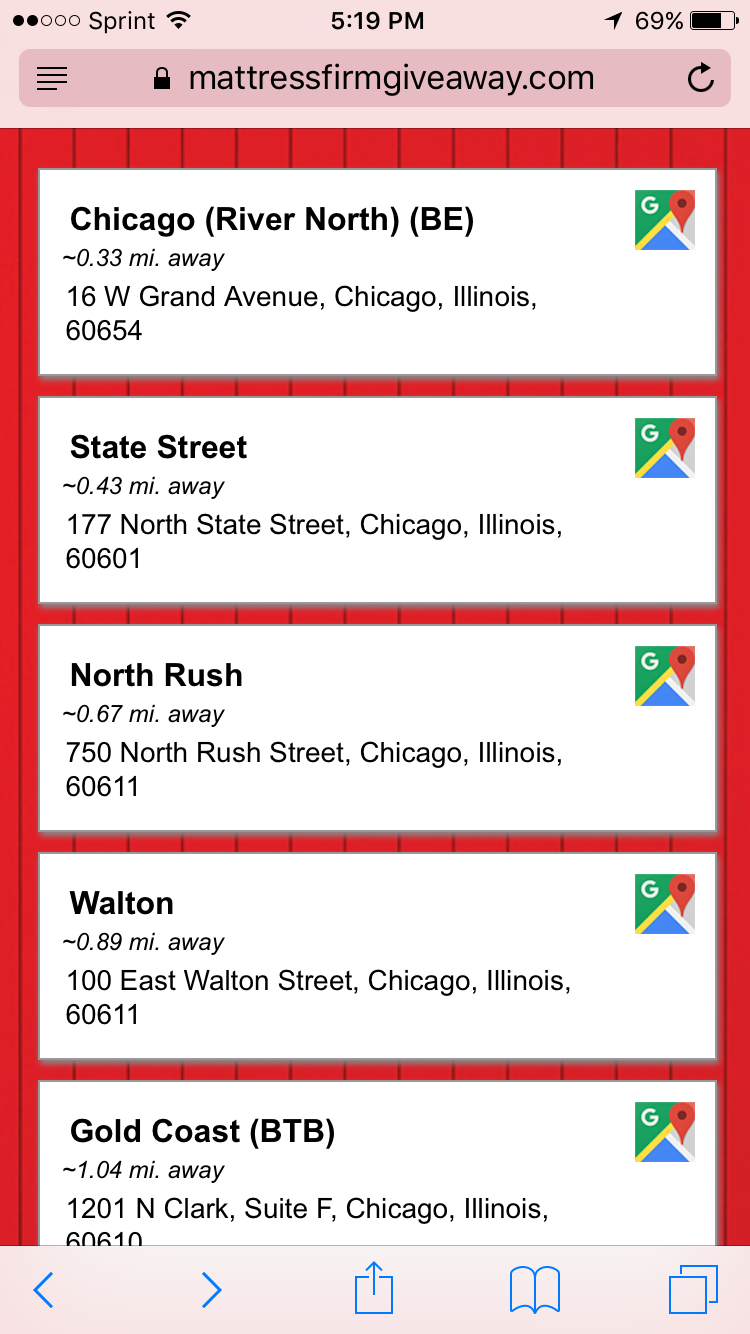 Sprint 5:19 PM 69%
mattressfirmgiveaway.com
Chicago (River North) (BE)
~0.33 mi. away
16 W Grand Avenue, Chicago, Illinois,
60654
G
State Street
~0.43 mi. away
177 North State Street, Chicago, Illinois,
60601
G
North Rush
~0.67 mi. away
750 North Rush Street, Chicago, Illinois,
60611
G
Walton
~0.89 mi. away
100 East Walton Street, Chicago, Illinois,
60611
G
Gold Coast (BTB)
~1.04 mi. away
1201 N Clark, Suite F, Chicago, Illinois,
60610
G